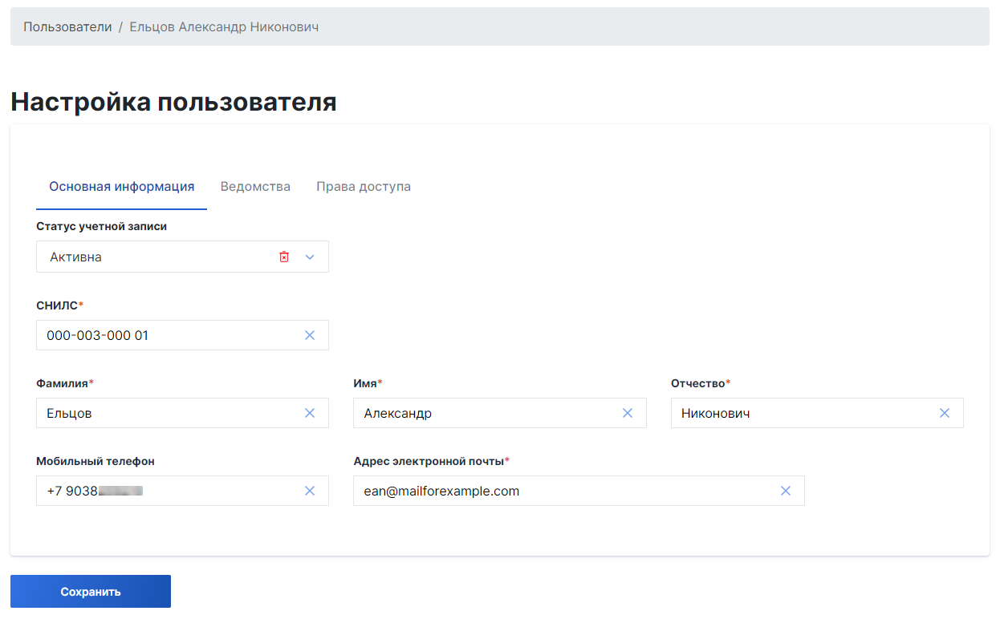 Пользователи / Ельцов Александр Никонович
Настройка пользователя
Основная информация Ведомства Права доступа
Статус учетной записи
Активна
СНИЛС*
000-003-000 01
Фамилия* Имя* Отчество*
Ельцов Александр Никонович
Мобильный телефон Адрес электронной почты*
+7 9038 ean@mailforexample.com
Сохранить